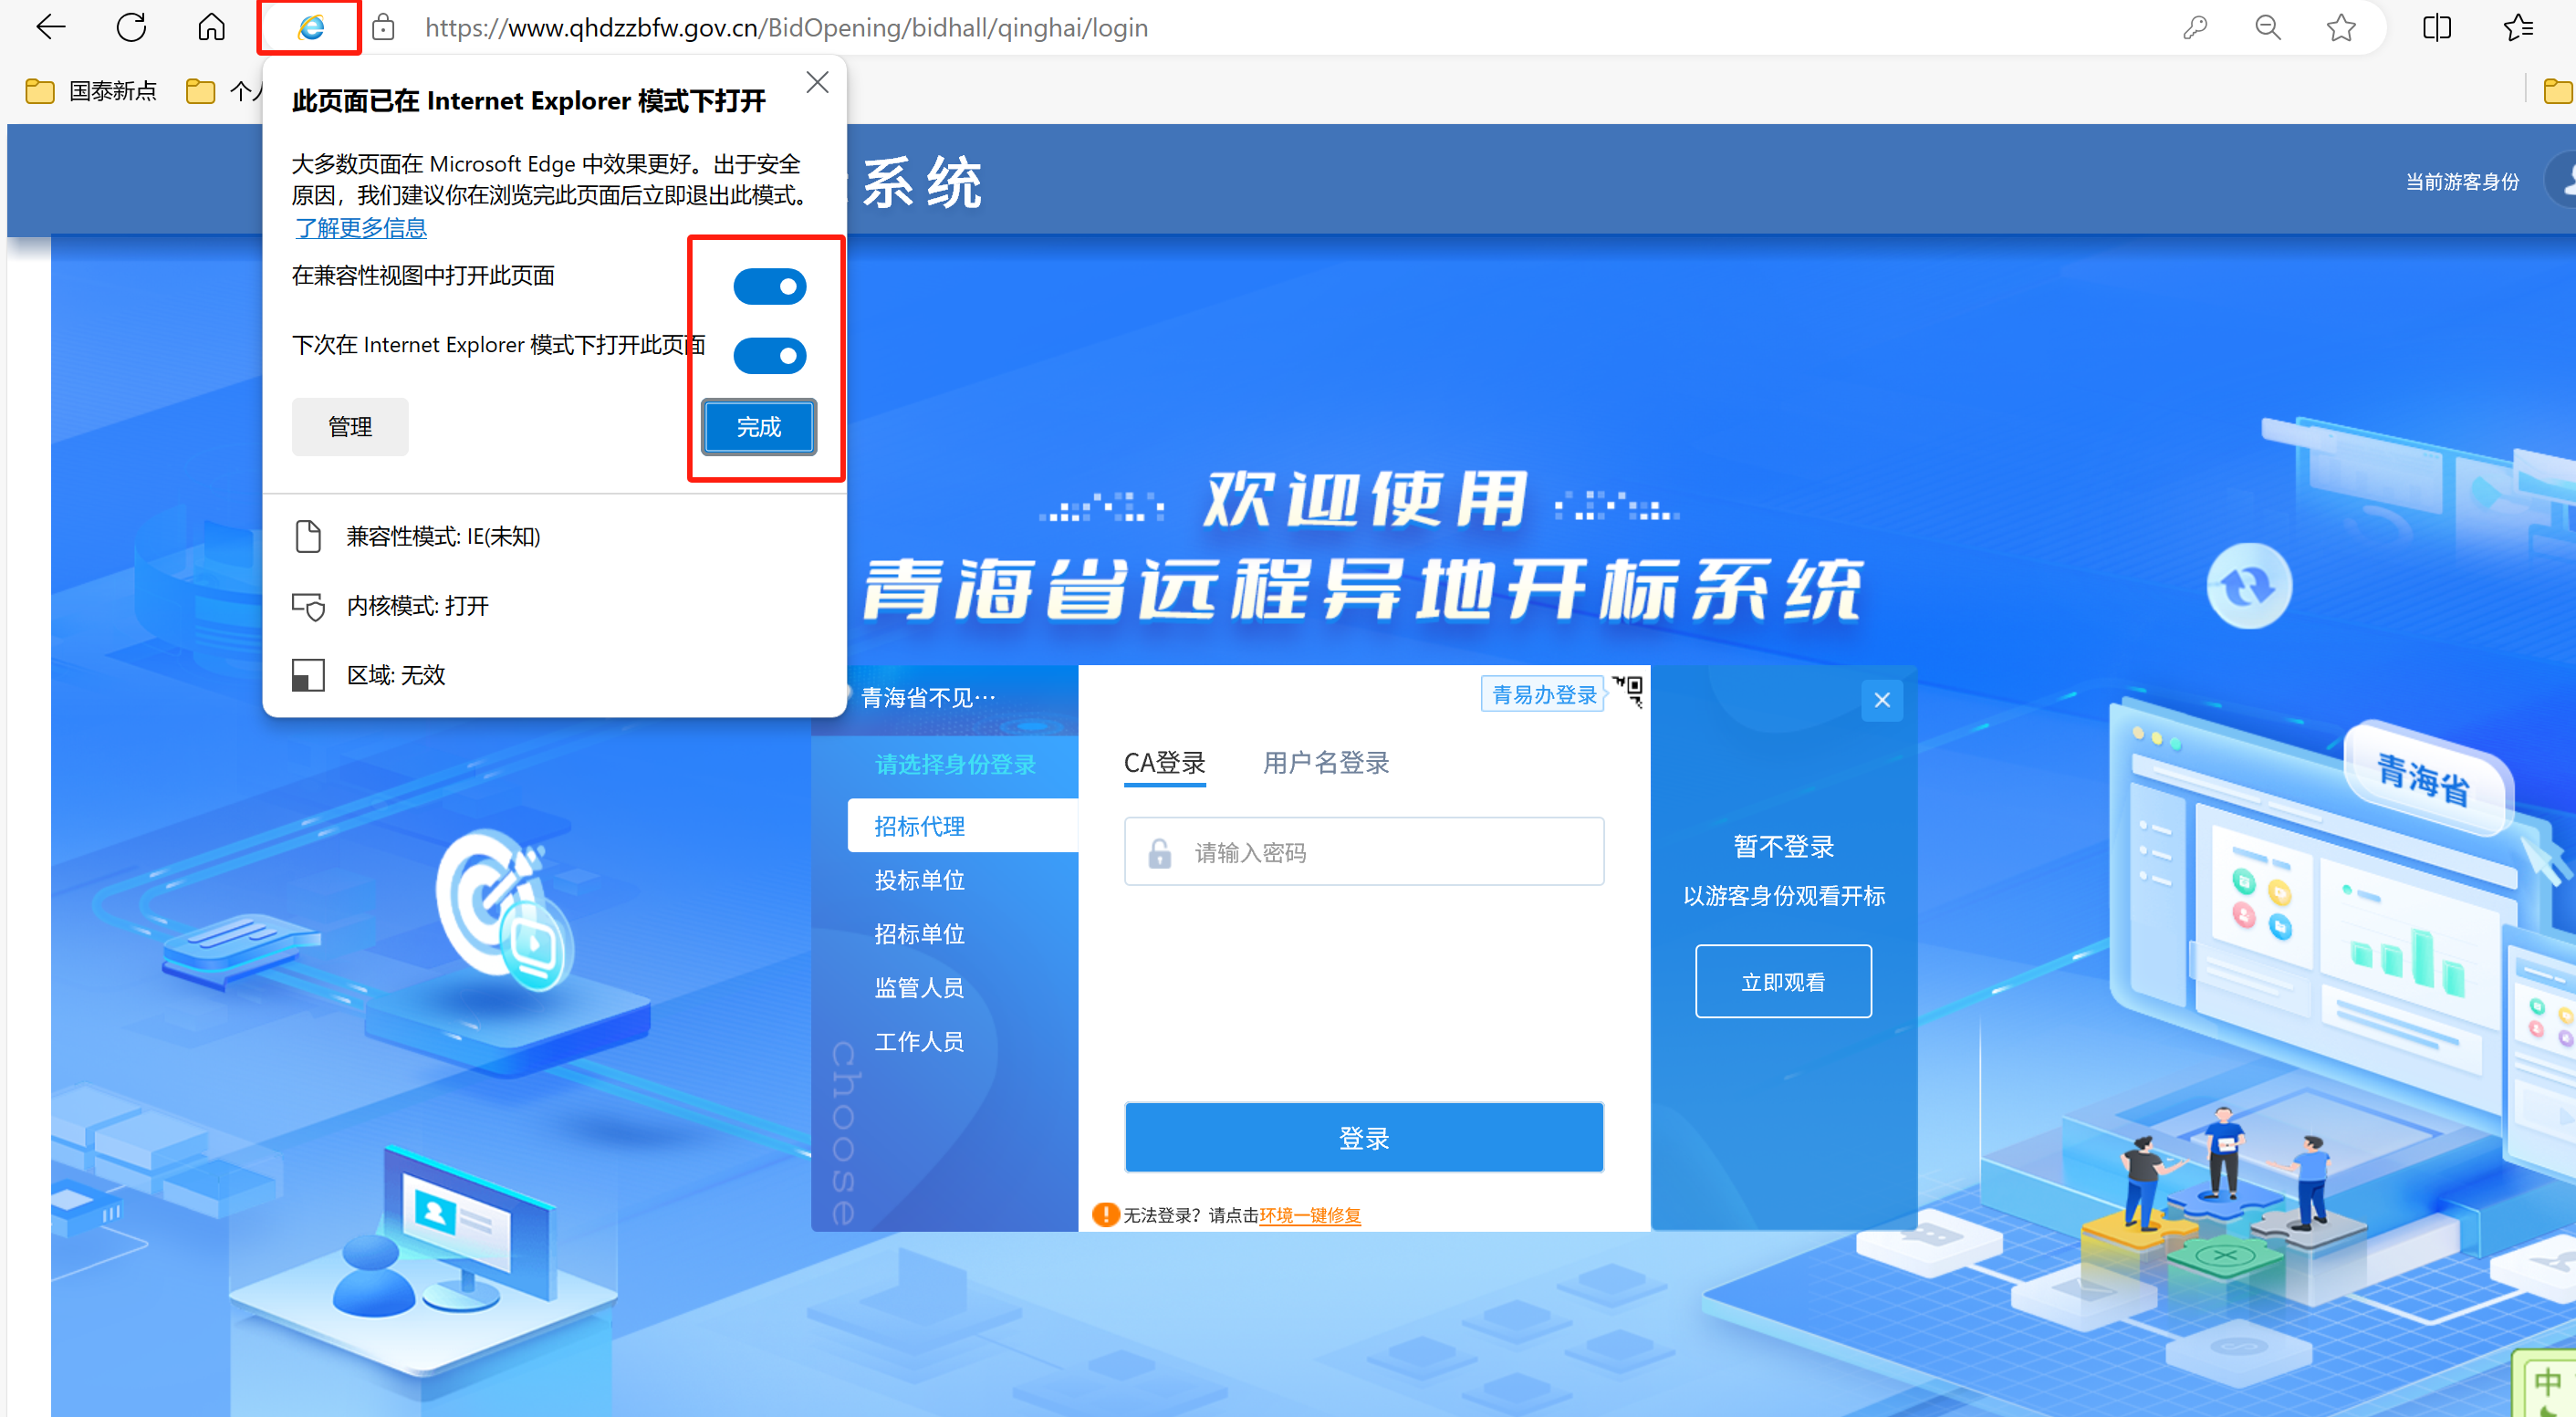 https://www.qhdzzbfw.gov.cn/BidOpening/bidhall/qinghai/login
国泰新点
个人
此页面已在 Internet Explorer 模式下打开
大多数页面在 Microsoft Edge 中效果更好。出于安全
原因，我们建议你在浏览完此页面后立即退出此模式。
了解更多信息
在兼容性视图中打开此页面
下次在 Internet Explorer 模式下打开此页面
管理
完成
兼容性模式: IE(未知)
内核模式: 打开
区域: 无效
系统
当前游客身份
欢迎使用
青海省远程异地开标系统
青海省不见…
请选择身份登录
招标代理
投标单位
招标单位
监管人员
工作人员
Choose
青易办登录
CA登录
用户名登录
请输入密码
登录
无法登录？请点击环境一键修复
暂不登录
以游客身份观看开标
立即观看
青海省
中